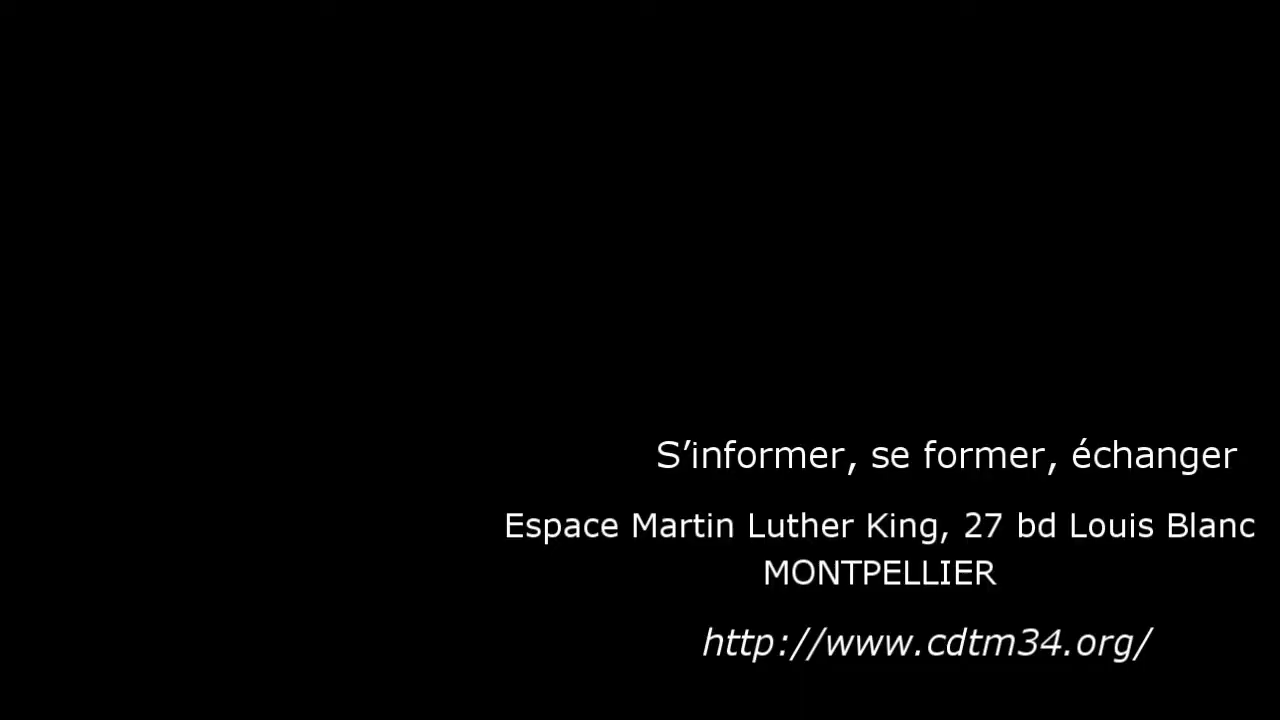 S’informer, se former, échanger
Espace Martin Luther King, 27 bd Louis Blanc
MONTPELLIER
http://www.cdtm34.org/